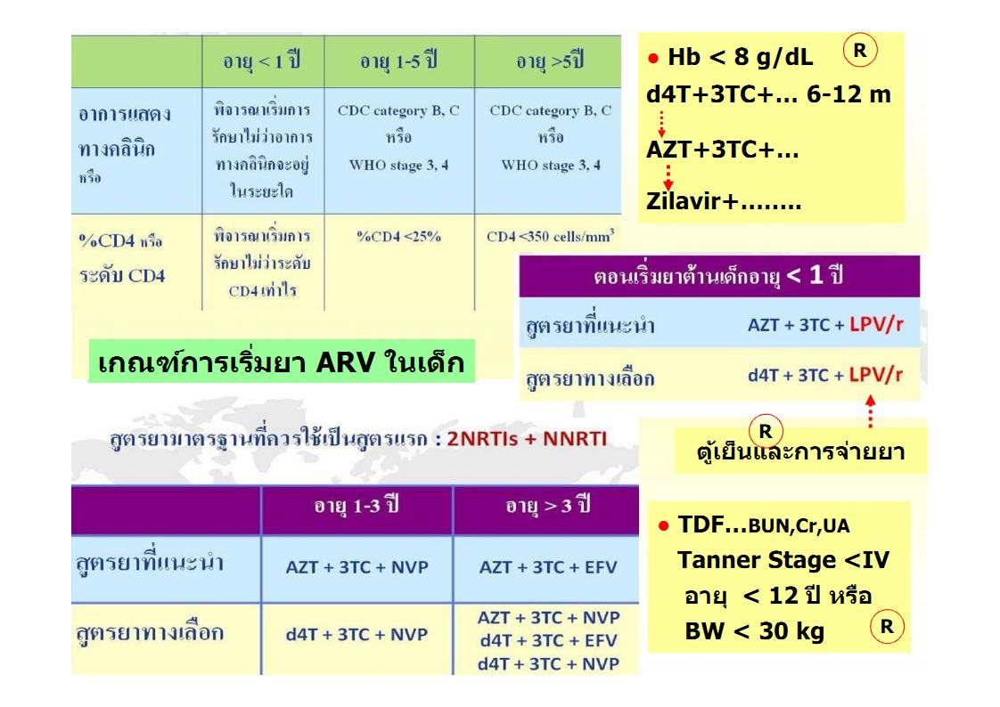 อายุ < 1 ปี
อายุ 1-5 ปี
อายุ >5ปี
อาการแสดง
ทางคลินิก
หรือ
พิจารณาเริ่มการ
รักษาไม่ว่าอาการ
ทางคลินิกจะอยู่
ในระยะใด
CDC category B, C
หรือ
WHO stage 3, 4
CDC category B, C
หรือ
WHO stage 3, 4
%CD4 หรือ
ระดับ CD4
พิจารณาเริ่มการ
รักษาไม่ว่าระดับ
CD4 เท่าไร
%CD4 <25%
CD4 <350 cells/mm³
เกณฑ์การเริ่มยา ARV ในเด็ก
• Hb < 8 g/dL
R
d4T+3TC+... 6-12 m
AZT+3TC+...
Zilavir+........
ตอนเริ่มยาต้านเด็กอายุ < 1 ปี
สูตรยาที่แนะนำ AZT + 3TC + LPV/r
สูตรยาทางเลือก d4T + 3TC + LPV/r
R
ตู้เย็นและการจ่ายยา
สูตรยามาตรฐานที่ควรใช้เป็นสูตรแรก : 2NRTIs + NNRTI
อายุ 1-3 ปี
อายุ > 3 ปี
สูตรยาที่แนะนำ
AZT + 3TC + NVP
AZT + 3TC + EFV
สูตรยาทางเลือก
d4T + 3TC + NVP
AZT + 3TC + NVP
d4T + 3TC + EFV
d4T + 3TC + NVP
• TDF...BUN,Cr,UA
Tanner Stage <IV
อายุ < 12 ปี หรือ
BW < 30 kg
R